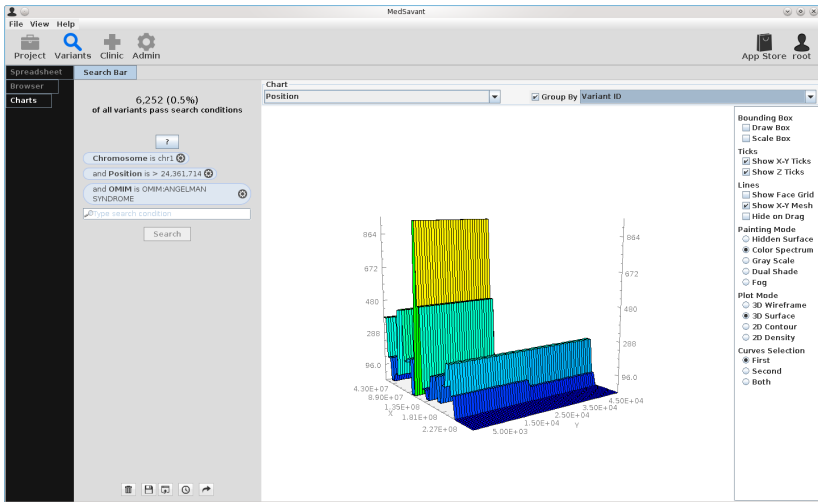 MedSavant
File View Help
Project Variants Clinic Admin
App Store root
Spreadsheet
Browser
Charts
Search Bar
6,252 (0.5%)
of all variants pass search conditions
?
Chromosome is chr1
and Position is > 24,361,714
and OMIM is OMIM:ANGELMAN
SYNDROME
Type search condition
Search
Chart
Position
Group By Variant ID
864
672
480
288
96.0
864
672
480
288
96.0
4.30E+07
8.90E+07
1.35E+08
1.81E+08
2.27E+08
X
5.00E+03
1.50E+04
2.50E+04
3.50E+04
4.50E+04
Y
Bounding Box
Draw Box
Scale Box
Ticks
Show X-Y Ticks
Show Z Ticks
Lines
Show Face Grid
Show X-Y Mesh
Hide on Drag
Painting Mode
Hidden Surface
Color Spectrum
Gray Scale
Dual Shade
Fog
Plot Mode
3D Wireframe
3D Surface
2D Contour
2D Density
Curves Selection
First
Second
Both